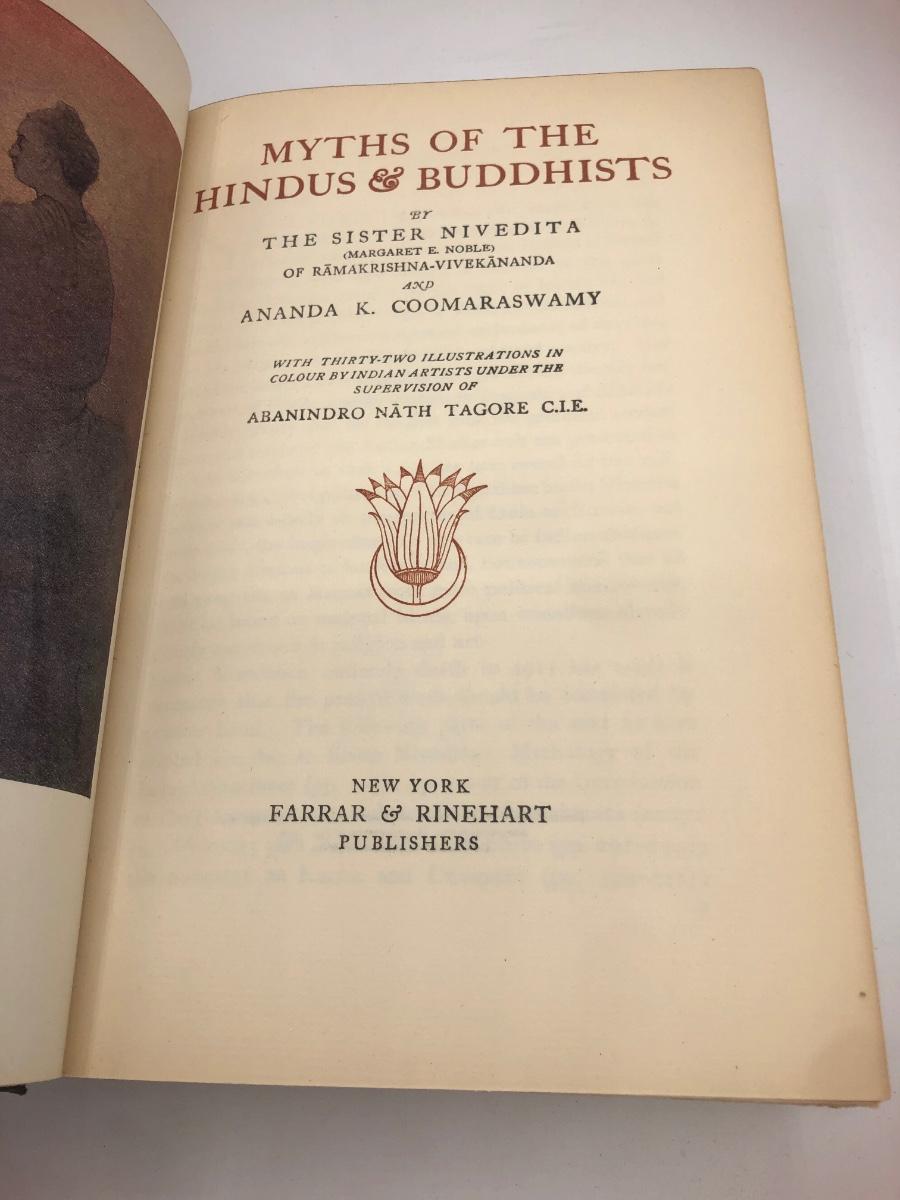 MYTHS OF THE
HINDUS & BUDDHISTS
BY
THE SISTER NIVEDITA
(MARGARET E. NOBLE)
OF RĀMAKRISHNA-VIVEKĀNANDA
AND
ANANDA K. COOMARASWAMY
WITH THIRTY-TWO ILLUSTRATIONS IN
COLOUR BY INDIAN ARTISTS UNDER THE
SUPERVISION OF
ABANINDRO NĀTH TAGORE C.I.E.
NEW YORK
FARRAR & RINEHART
PUBLISHERS